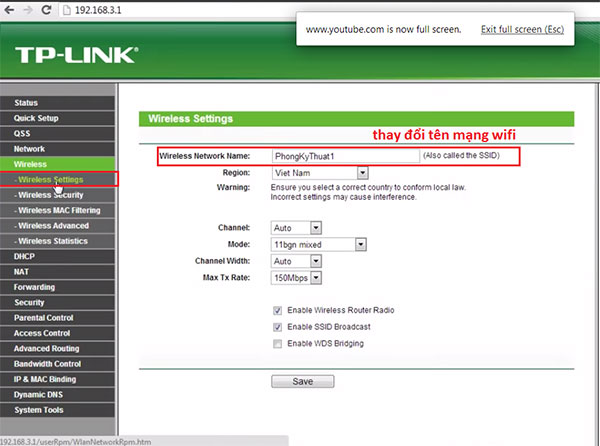 192.168.3.1
www.youtube.com is now full screen. Exit full screen (Esc)
TP-LINK®
Status
Quick Setup
QSS
Network
Wireless
- Wireless Settings
- Wireless Security
- Wireless MAC Filtering
- Wireless Advanced
- Wireless Statistics
DHCP
NAT
Forwarding
Security
Parental Control
Access Control
Advanced Routing
Bandwidth Control
IP & MAC Binding
Dynamic DNS
System Tools
Wireless Settings
thay đổi tên mạng wifi
Wireless Network Name: PhongKyThuat1 (Also called the SSID)
Region: Viet Nam
Warning: Ensure you select a correct country to conform local law.
Incorrect settings may cause interference.
Channel: Auto
Mode: 11bgn mixed
Channel Width: Auto
Max Tx Rate: 150Mbps
Enable Wireless Router Radio
Enable SSID Broadcast
Enable WDS Bridging
Save
192.168.3.1/userRpm/WlanNetworkRpm.htm